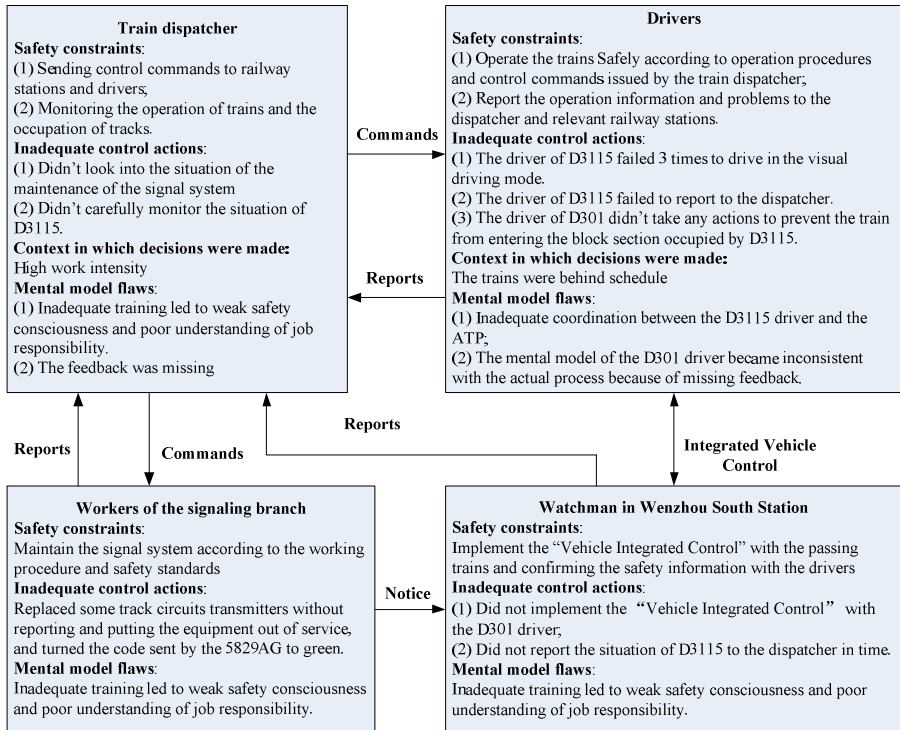 Train dispatcher
Safety constraints:
(1) Sending control commands to railway
stations and drivers;
(2) Monitoring the operation of trains and the
occupation of tracks.
Inadequate control actions:
(1) Didn't look into the situation of the
maintenance of the signal system
(2) Didn't carefully monitor the situation of
D3115.
Context in which decisions were made:
High work intensity
Mental model flaws:
(1) Inadequate training led to weak safety
consciousness and poor understanding of job
responsibility.
(2) The feedback was missing
Commands
Reports
Drivers
Safety constraints:
(1) Operate the trains Safely according to operation procedures
and control commands issued by the train dispatcher;
(2) Report the operation information and problems to the
dispatcher and relevant railway stations.
Inadequate control actions:
(1) The driver of D3115 failed 3 times to drive in the visual
driving mode.
(2) The driver of D3115 failed to report to the dispatcher.
(3) The driver of D301 didn't take any actions to prevent the train
from entering the block section occupied by D3115.
Context in which decisions were made:
The trains were behind schedule
Mental model flaws:
(1) Inadequate coordination between the D3115 driver and the
ATP;
(2) The mental model of the D301 driver became inconsistent
with the actual process because of missing feedback.
Reports
Commands
Reports
Integrated Vehicle
Control
Workers of the signaling branch
Safety constraints:
Maintain the signal system according to the working
procedure and safety standards
Inadequate control actions:
Replaced some track circuits transmitters without
reporting and putting the equipment out of service,
and turned the code sent by the 5829AG to green.
Mental model flaws:
Inadequate training led to weak safety consciousness
and poor understanding of job responsibility.
Notice
Watchman in Wenzhou South Station
Safety constraints:
Implement the "Vehicle Integrated Control" with the passing
trains and confirming the safety information with the drivers
Inadequate control actions:
(1) Did not implement the "Vehicle Integrated Control" with
the D301 driver;
(2) Did not report the situation of D3115 to the dispatcher in time.
Mental model flaws:
Inadequate training led to weak safety consciousness and poor
understanding of job responsibility.